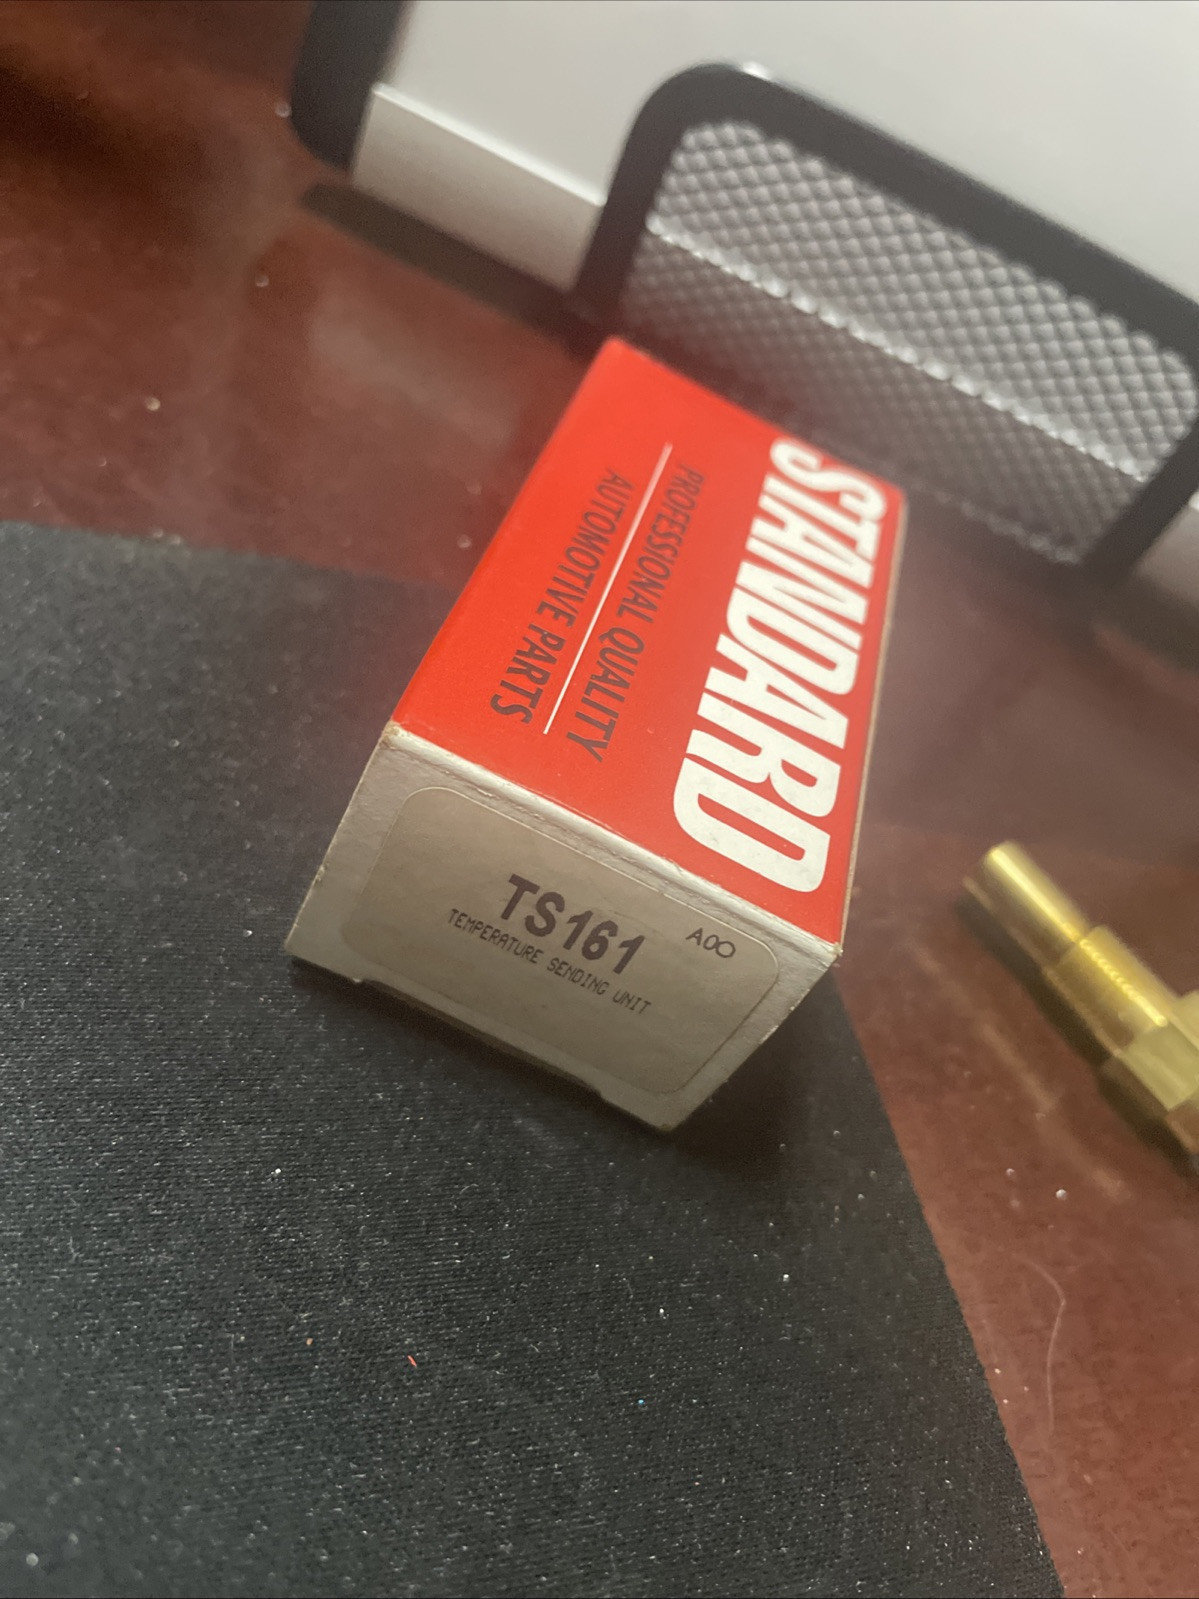 STANDARD
PROFESSIONAL QUALITY
AUTOMOTIVE PARTS
A00
TS161
TEMPERATURE SENDING UNIT